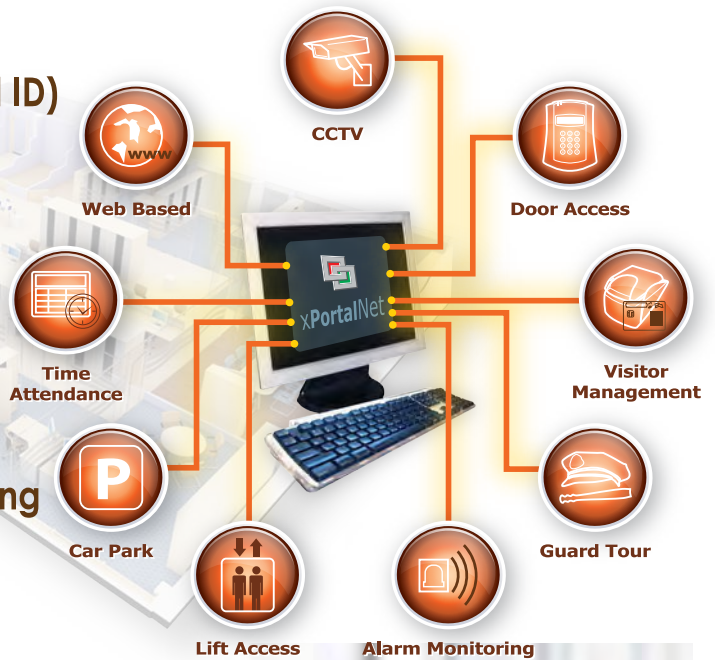 ID)
CCTV
www
Web Based
Door Access
xPortalNet
Time
Attendance
Visitor
Management
P
ng
Car Park
Guard Tour
Lift Access
Alarm Monitoring